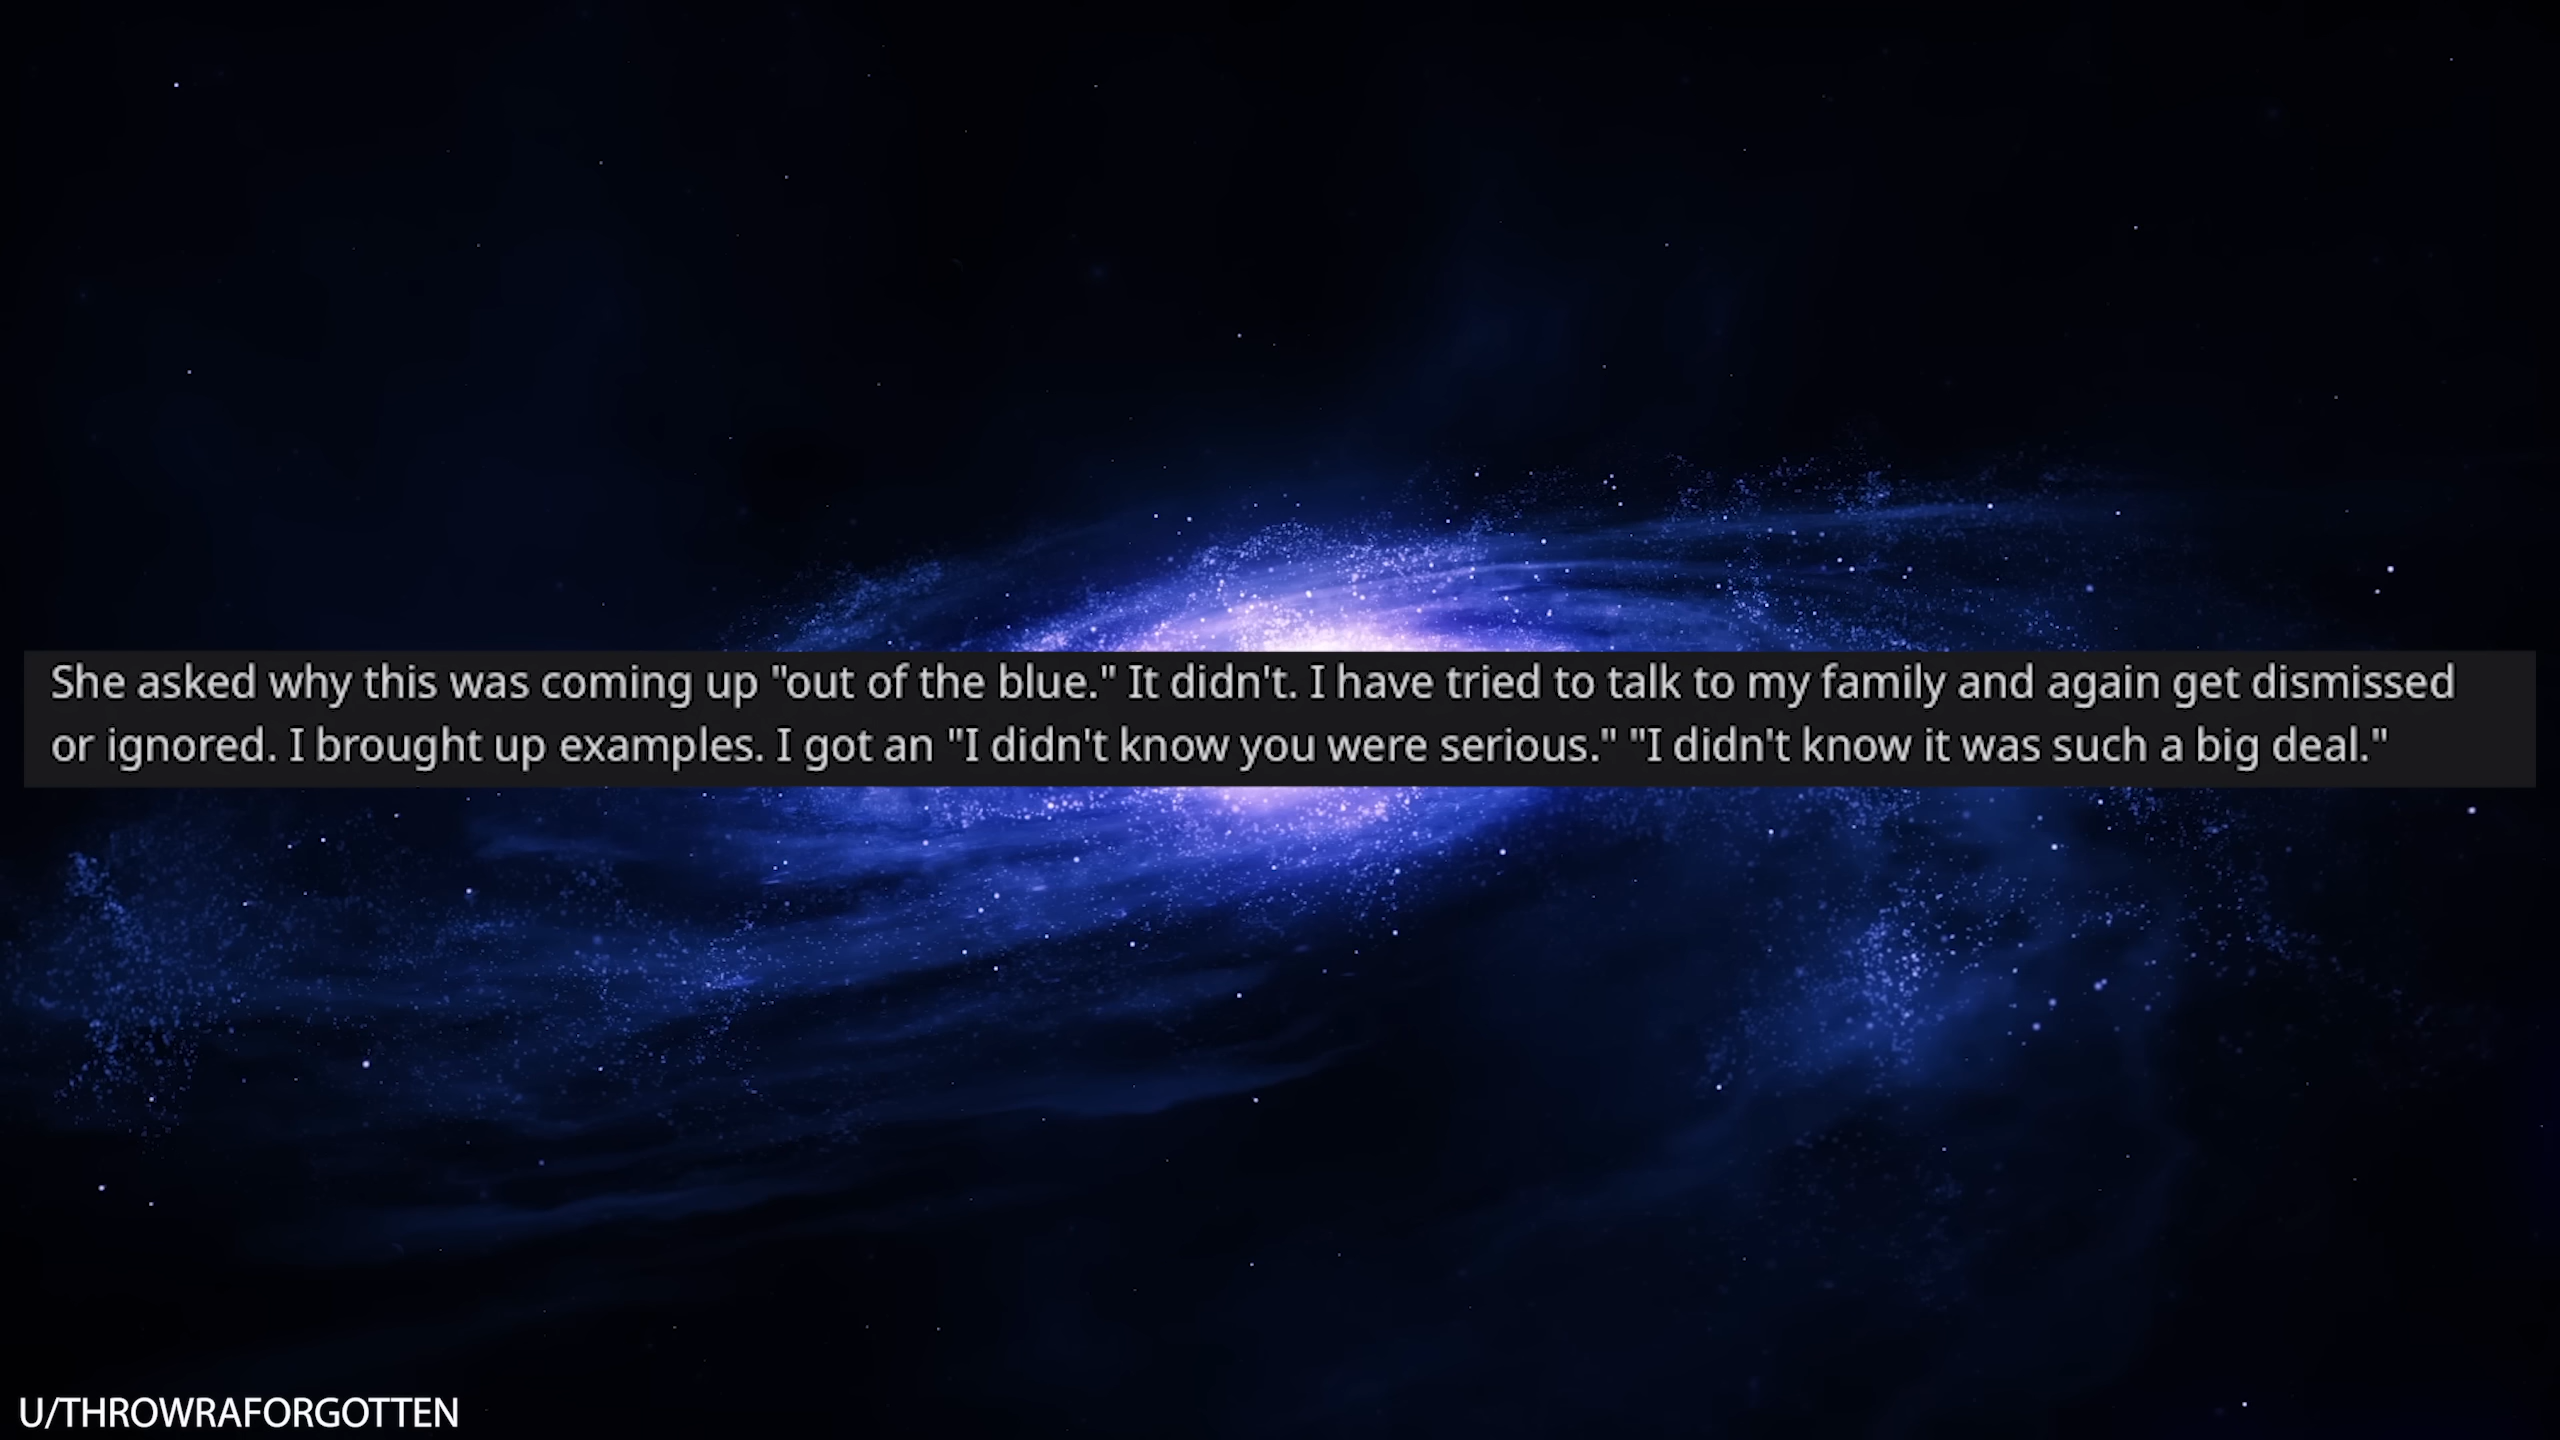 She asked why this was coming up "out of the blue." It didn't. I have tried to talk to my family and again get dismissed
or ignored. I brought up examples. I got an "I didn't know you were serious." "I didn't know it was such a big deal."
U/THROWRAFORGOTTEN